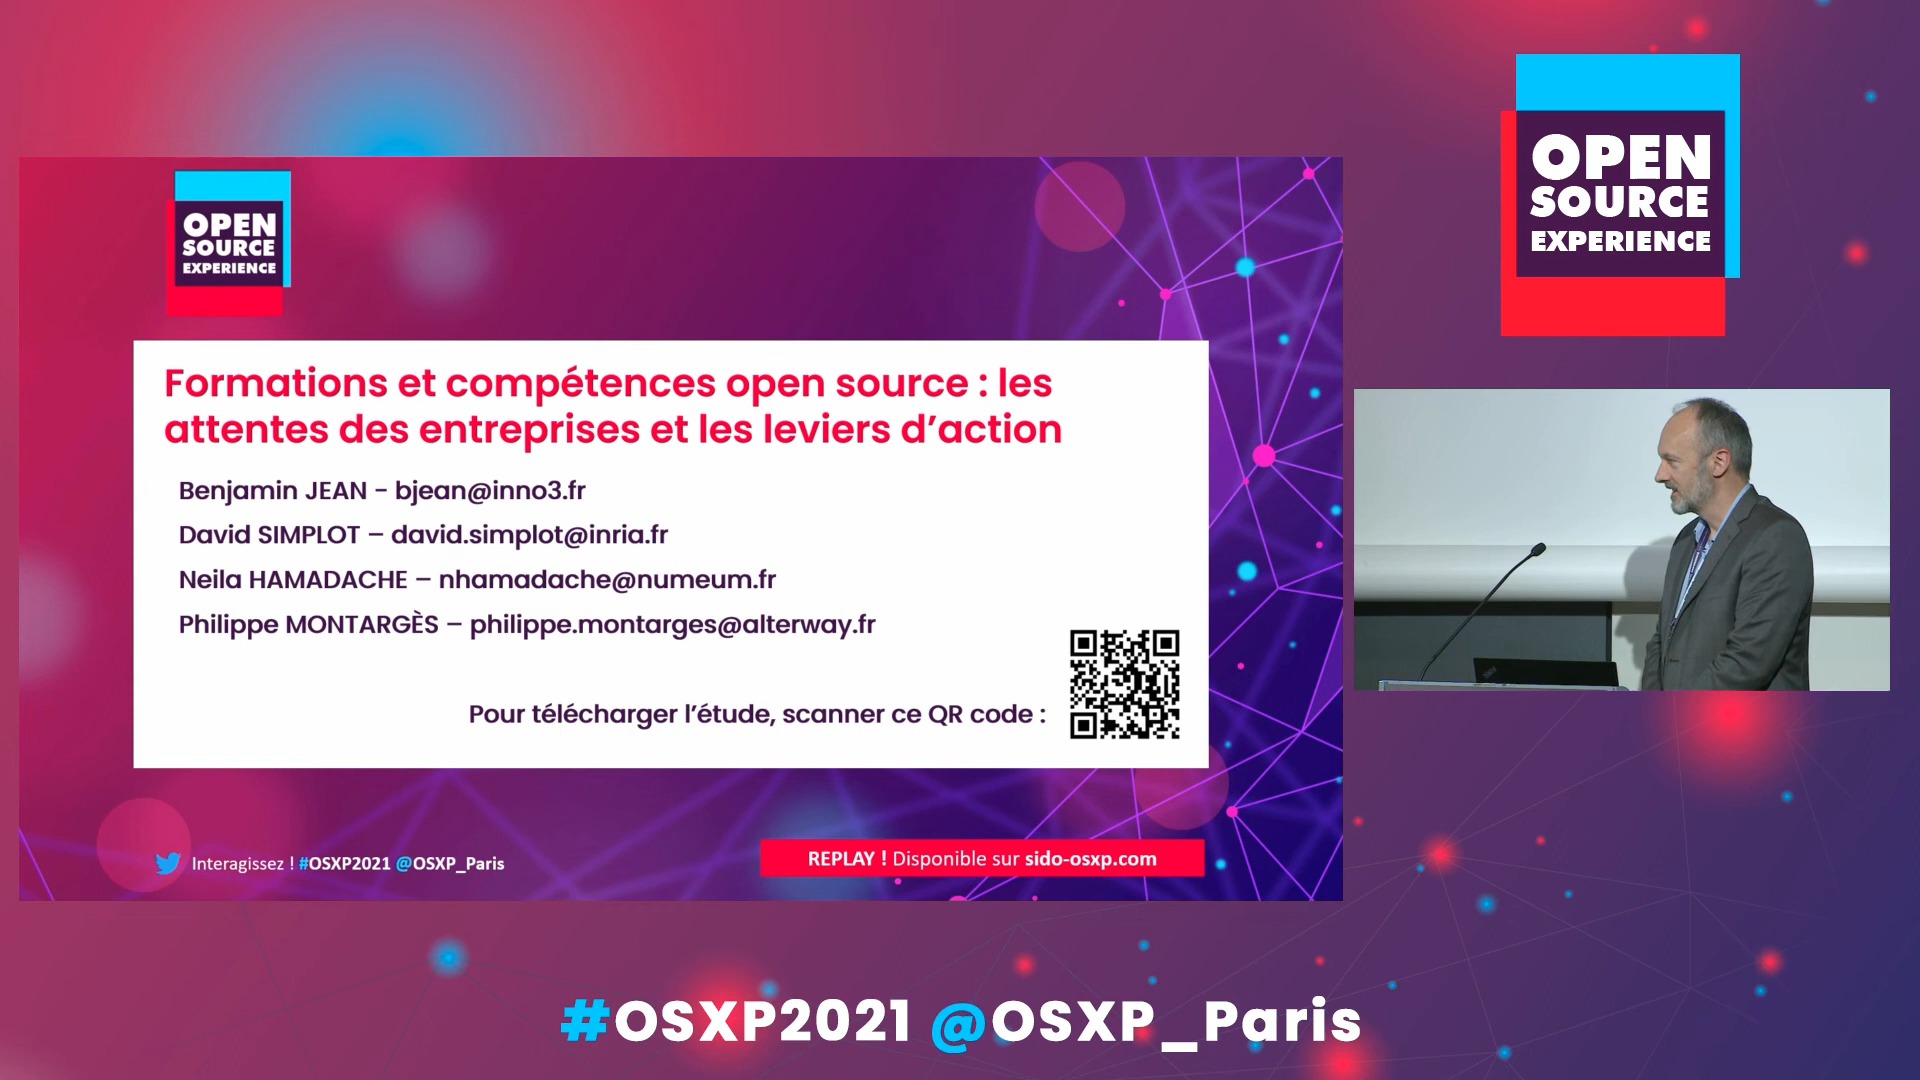 OPEN
SOURCE
EXPERIENCE
OPEN
SOURCE
EXPERIENCE
Formations et compétences open source : les
attentes des entreprises et les leviers d’action
Benjamin JEAN - bjean@inno3.fr
David SIMPLOT – david.simplot@inria.fr
Neila HAMADACHE – nhamadache@numeum.fr
Philippe MONTARGÈS – philippe.montarges@alterway.fr
Pour télécharger l’étude, scanner ce QR code :
Interagissez ! #OSXP2021 @OSXP_Paris
REPLAY ! Disponible sur sido-osxp.com
#OSXP2021 @OSXP_Paris